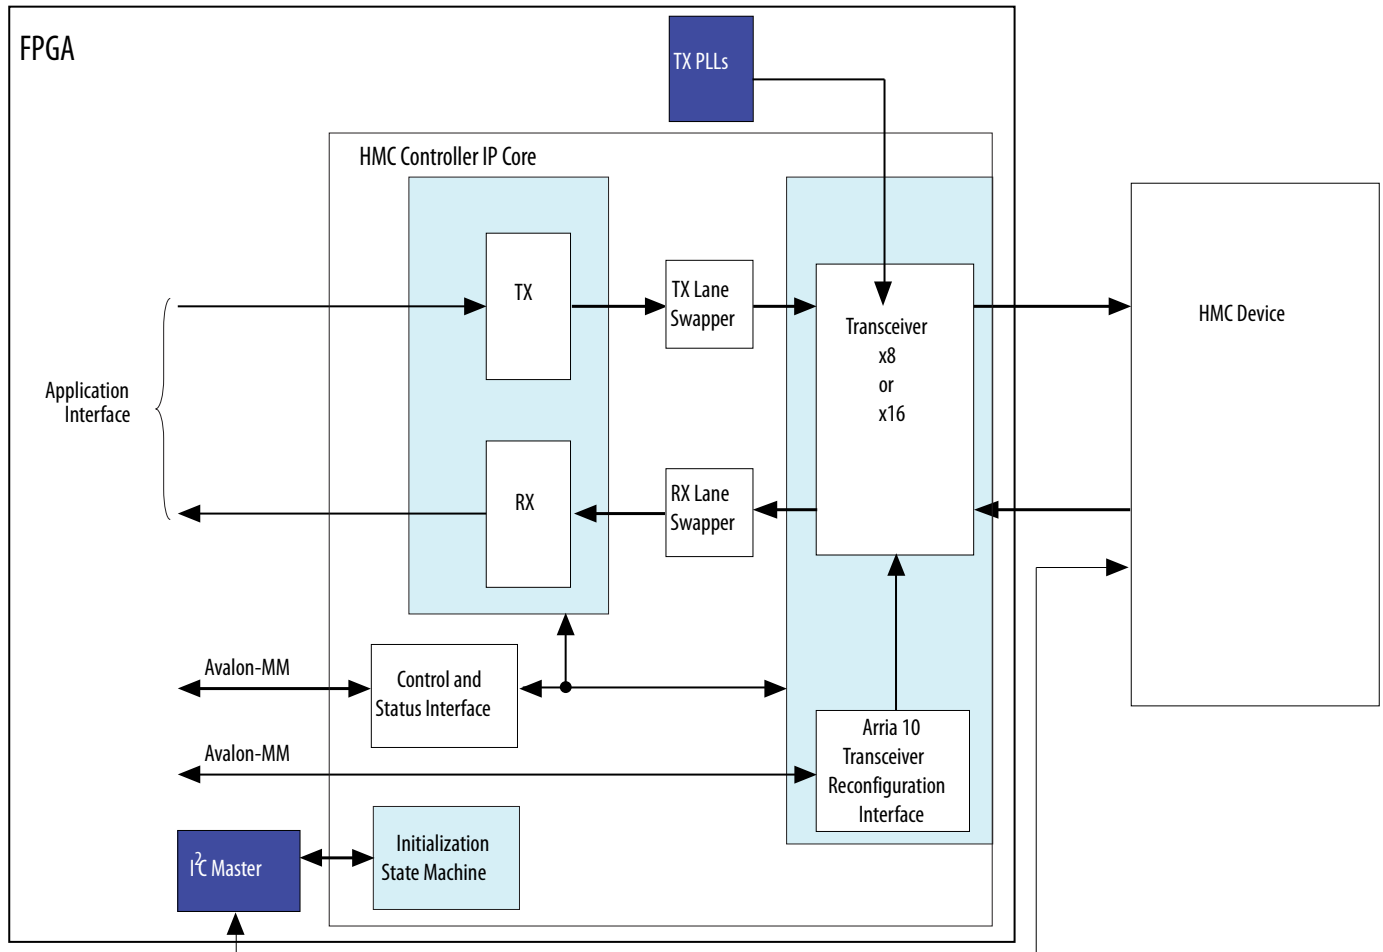 FPGA
TX PLLs
HMC Controller IP Core
TX
TX Lane
Swapper
Transceiver
x8
or
x16
HMC Device
Application
Interface
RX
RX Lane
Swapper
Avalon-MM
Control and
Status Interface
Avalon-MM
Arria 10
Transceiver
Reconfiguration
Interface
I²C Master
Initialization
State Machine